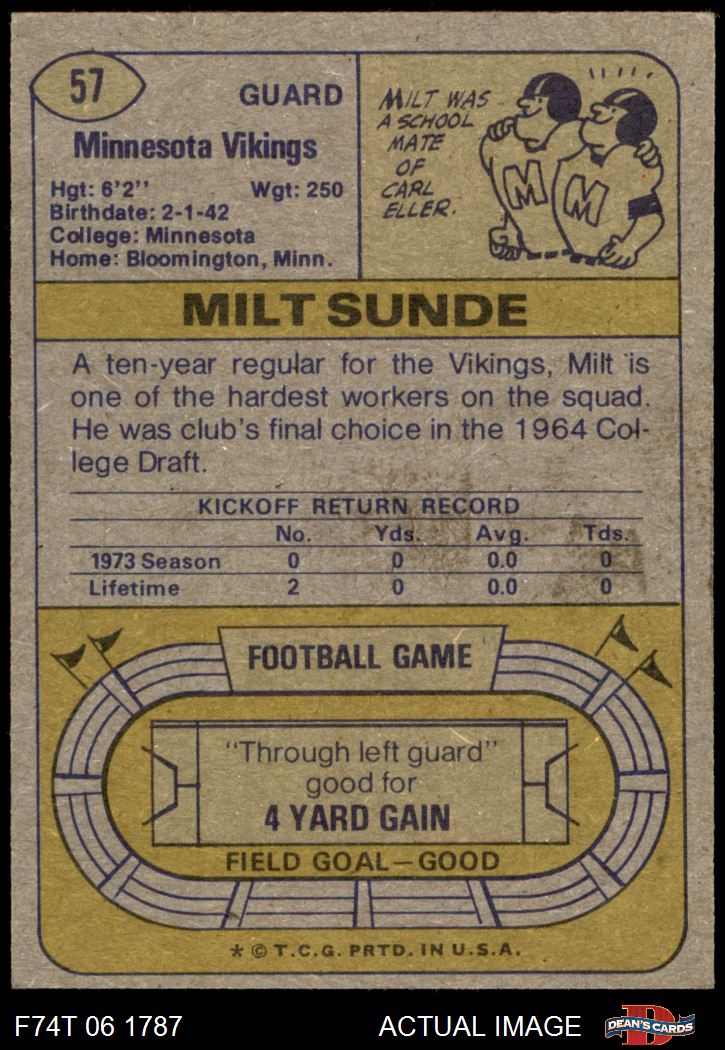 57
GUARD
Minnesota Vikings
Hgt: 6'2'' Wgt: 250
Birthdate: 2-1-42
College: Minnesota
Home: Bloomington, Minn.
MILT WAS
A SCHOOL
MATE
OF
CARL
ELLER.
M M
MILT SUNDE
A ten-year regular for the Vikings, Milt is
one of the hardest workers on the squad.
He was club's final choice in the 1964 Col-
lege Draft.
KICKOFF RETURN RECORD
No. Yds. Avg. Tds.
1973 Season 0 0 0.0 0
Lifetime 2 0 0.0 0
FOOTBALL GAME
"Through left guard"
good for
4 YARD GAIN
FIELD GOAL—GOOD
* © T.C.G. PRTD. IN U.S.A.
F74T 06 1787 ACTUAL IMAGE D
DEAN'S CARDS